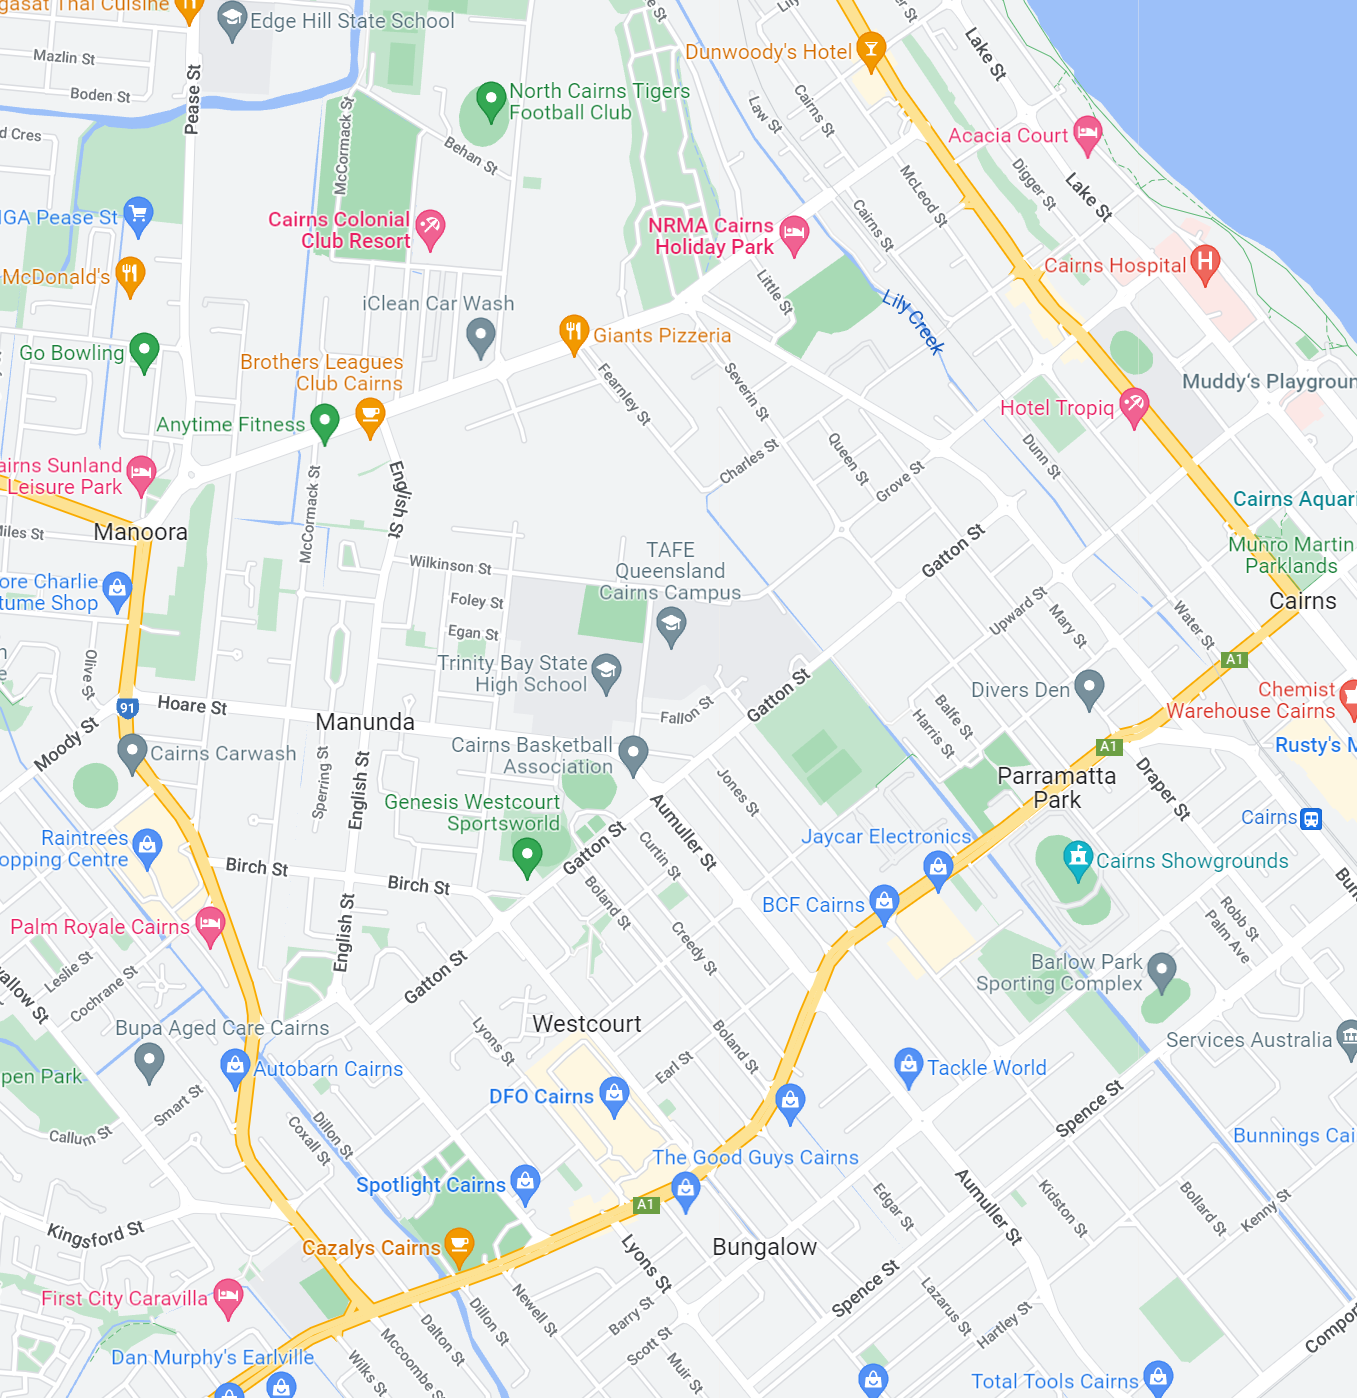 gasat Thai Cuisine
Edge Hill State School
Mazlin St
Boden St
Pease St
d Cres
McCormack St
North Cairns Tigers
Football Club
Behan St
Dunwoody's Hotel
Lake St
Law St
Cairns St
Acacia Court
Digger St
Lake St
McLeod St
Cairns St
IGA Pease St
Cairns Colonial
Club Resort
NRMA Cairns
Holiday Park
Cairns Hospital
McDonald's
Little St
Lily Creek
iClean Car Wash
Giants Pizzeria
Go Bowling
Brothers Leagues
Club Cairns
Fearnley St
Severin St
Muddy's Playgroun
Hotel Tropiq
Anytime Fitness
Charles St
Queen St
Grove St
Dunn St
airns Sunland
Leisure Park
English St
McCormack St
Cairns Aquari
Manoora
Miles St
Gatton St
Munro Martin
Parklands
TAFE
Queensland
Cairns Campus
Wilkinson St
ore Charlie
tume Shop
Foley St
Egan St
Upward St
Mary St
Water St
Cairns
A1
Olive St
Trinity Bay State
High School
Divers Den
Chemist
Warehouse Cairns
91
Hoare St
Manunda
Fallon St
Gatton St
Balfe St
Harris St
Moody St
Cairns Carwash
Cairns Basketball
Association
A1
Rusty's M
Sperring St
English St
Jones St
Parramatta
Park
Draper St
Genesis Westcourt
Sportsworld
Aumuller St
Raintrees
opping Centre
Jaycar Electronics
Cairns
Gatton St
Curtin St
Cairns Showgrounds
Birch St
Birch St
Boland St
BCF Cairns
Bun
Palm Royale Cairns
English St
Creedy St
Robb St
Palm Ave
Leslie St
Cochrane St
wallow St
Gatton St
Barlow Park
Sporting Complex
Bupa Aged Care Cairns
Westcourt
Lyons St
Boland St
Services Australia
pen Park
Autobarn Cairns
Earl St
Tackle World
DFO Cairns
Smart St
Callum St
Coxall St
Dillon St
Spence St
Bunnings Cai
The Good Guys Cairns
Spotlight Cairns
A1
Edgar St
Aumuller St
Kidston St
Bollard St
Kenny St
Kingsford St
Cazalys Cairns
Lyons St
Bungalow
Spence St
First City Caravilla
Dillon St
Newell St
Barry St
Lazarus St
Hartley St
Comport
Dan Murphy's Earlville
Wilks St
Mccoombe S
Dalton St
Scott St
Muir St
Total Tools Cairns